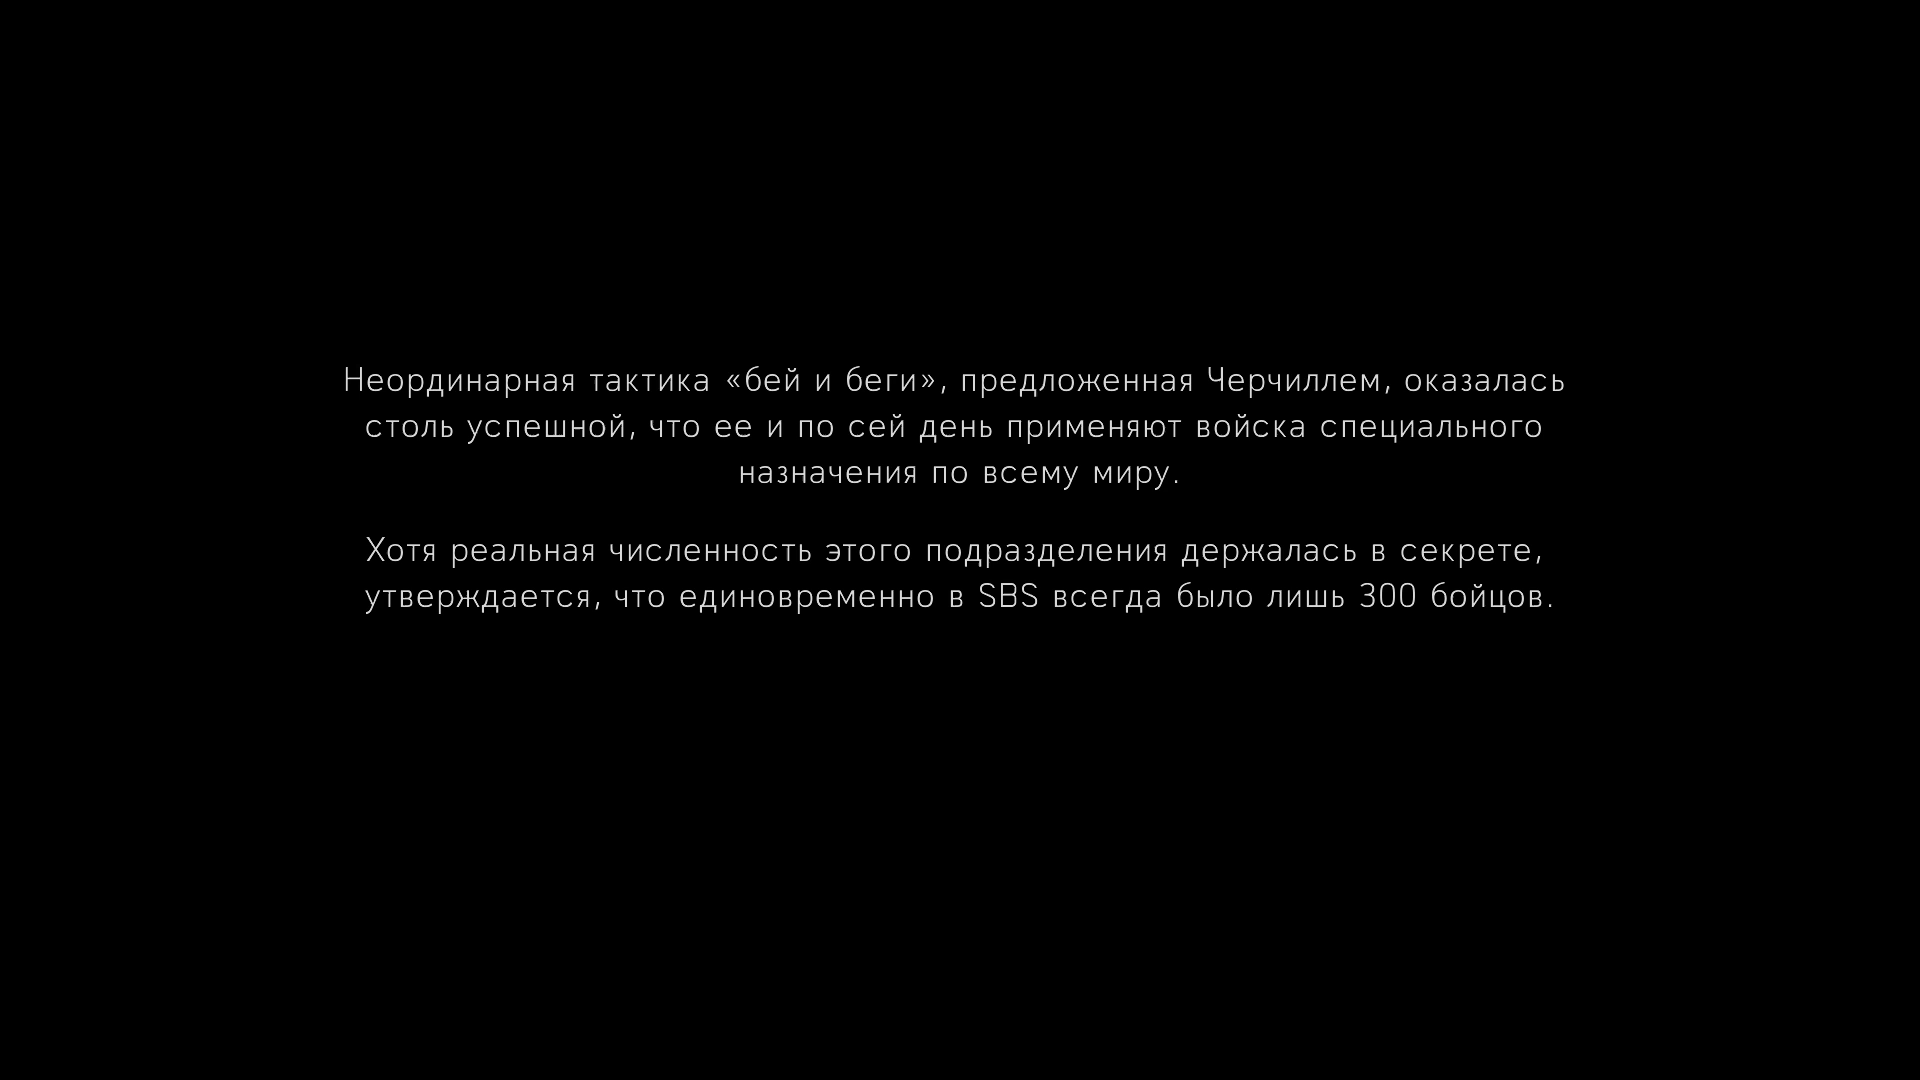 Неординарная тактика «бей и беги», предложенная Черчиллем, оказалась
столь успешной, что ее и по сей день применяют войска специального
назначения по всему миру.
Хотя реальная численность этого подразделения держалась в секрете,
утверждается, что единовременно в SBS всегда было лишь 300 бойцов.